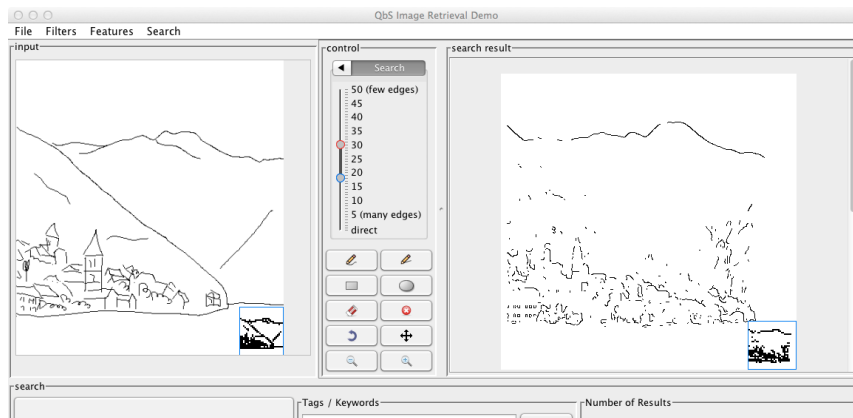 QbS Image Retrieval Demo
File Filters Features Search
input
control
search result
Search
50 (few edges)
45
40
35
30
25
20
15
10
5 (many edges)
direct
search
Tags / Keywords
Number of Results